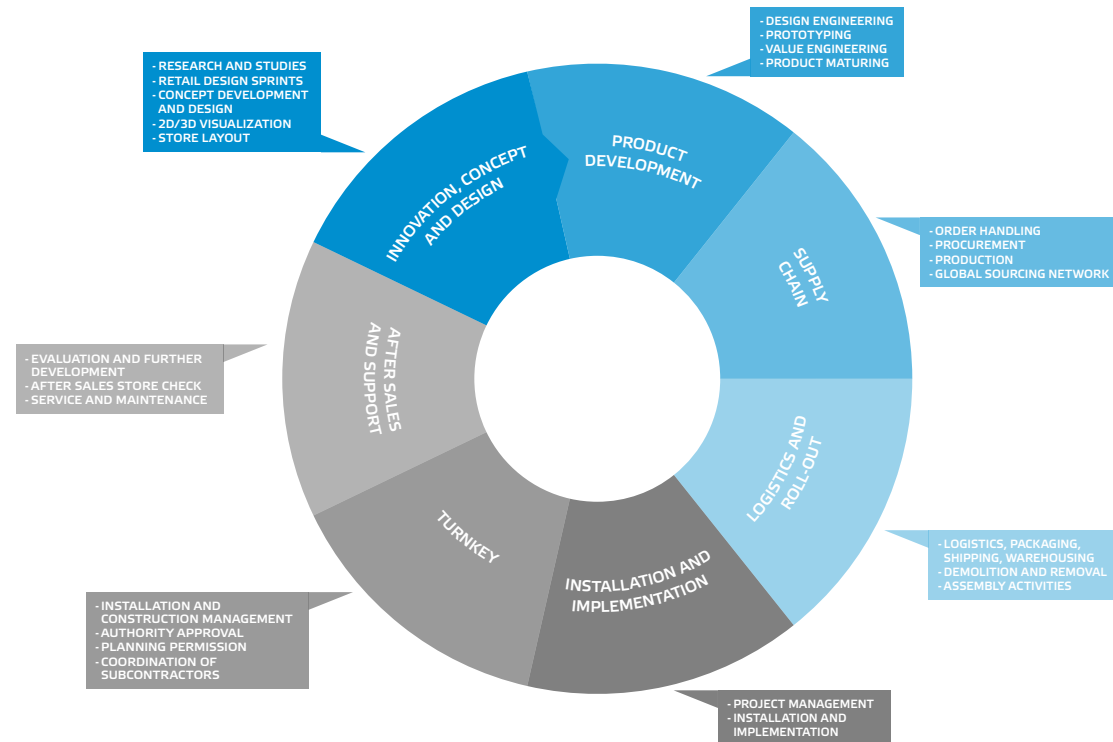 - DESIGN ENGINEERING
- PROTOTYPING
- VALUE ENGINEERING
- PRODUCT MATURING
- RESEARCH AND STUDIES
- RETAIL DESIGN SPRINTS
- CONCEPT DEVELOPMENT
AND DESIGN
- 2D/3D VISUALIZATION
- STORE LAYOUT
INNOVATION, CONCEPT
AND DESIGN
PRODUCT
DEVELOPMENT
- ORDER HANDLING
- PROCUREMENT
- PRODUCTION
- GLOBAL SOURCING NETWORK
SUPPLY
CHAIN
- EVALUATION AND FURTHER
DEVELOPMENT
- AFTER SALES STORE CHECK
- SERVICE AND MAINTENANCE
AFTER SALES
AND SUPPORT
LOGISTICS AND
ROLL-OUT
- LOGISTICS, PACKAGING,
SHIPPING, WAREHOUSING
- DEMOLITION AND REMOVAL
- ASSEMBLY ACTIVITIES
TURNKEY
INSTALLATION AND
IMPLEMENTATION
- INSTALLATION AND
CONSTRUCTION MANAGEMENT
- AUTHORITY APPROVAL
- PLANNING PERMISSION
- COORDINATION OF
SUBCONTRACTORS
- PROJECT MANAGEMENT
- INSTALLATION AND
IMPLEMENTATION